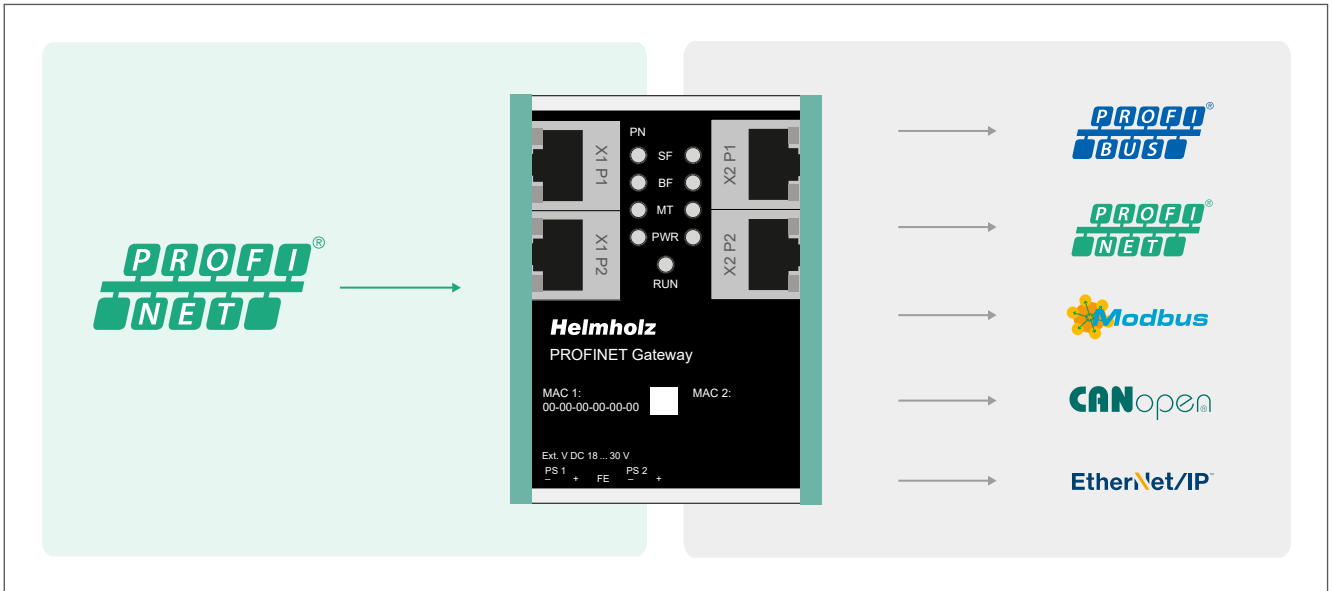 PROFI®
NET
X1 P1
X1 P2
PN
SF
BF
MT
PWR
RUN
X2 P1
X2 P2
Helmholz
PROFINET Gateway
MAC 1:
00-00-00-00-00-00
MAC 2:
Ext. V DC 18 ... 30 V
PS 1 PS 2
– + FE – +
PROFI®
BUS
PROFI®
NET
Modbus
CANopen®
EtherNet/IP™